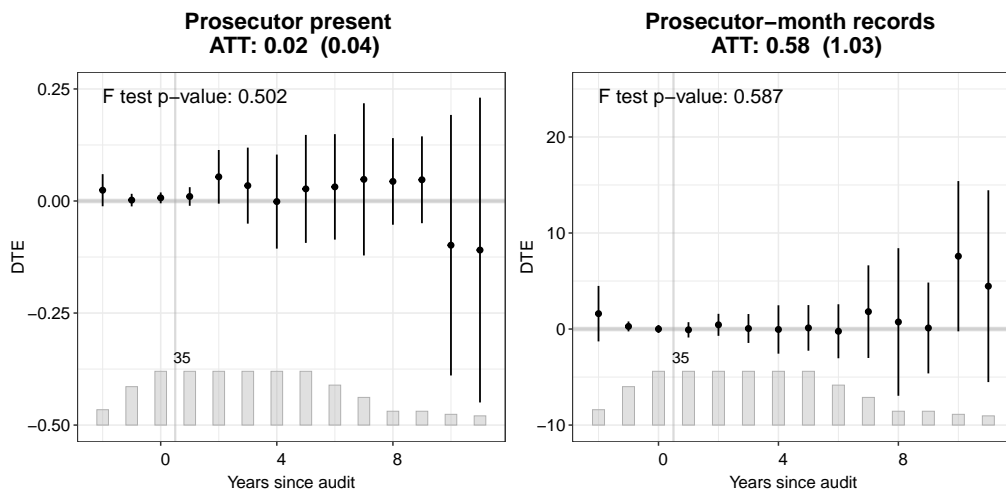 Prosecutor present
ATT: 0.02 (0.04)
F test p−value: 0.502
0.25
0.00
−0.25
−0.50
DTE
35
0
4
8
Years since audit
Prosecutor−month records
ATT: 0.58 (1.03)
F test p−value: 0.587
20
10
0
−10
DTE
35
0
4
8
Years since audit